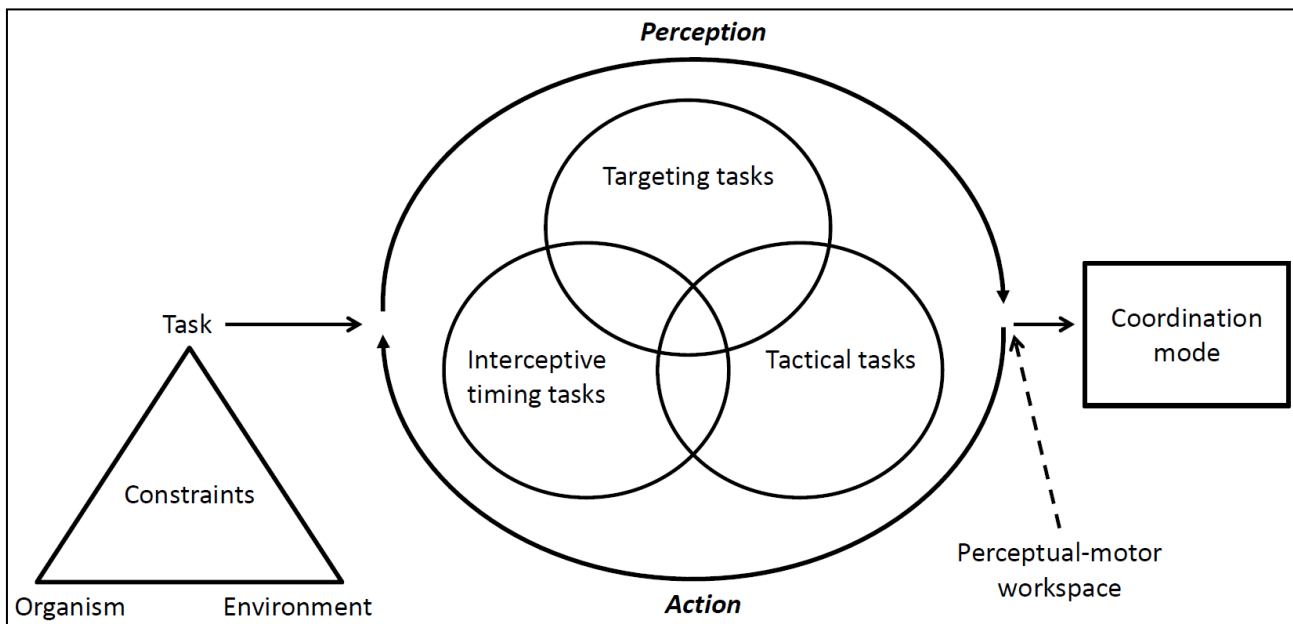 Perception
Targeting tasks
Task
Interceptive
timing tasks
Tactical tasks
Coordination
mode
Constraints
Organism
Environment
Action
Perceptual-motor
workspace